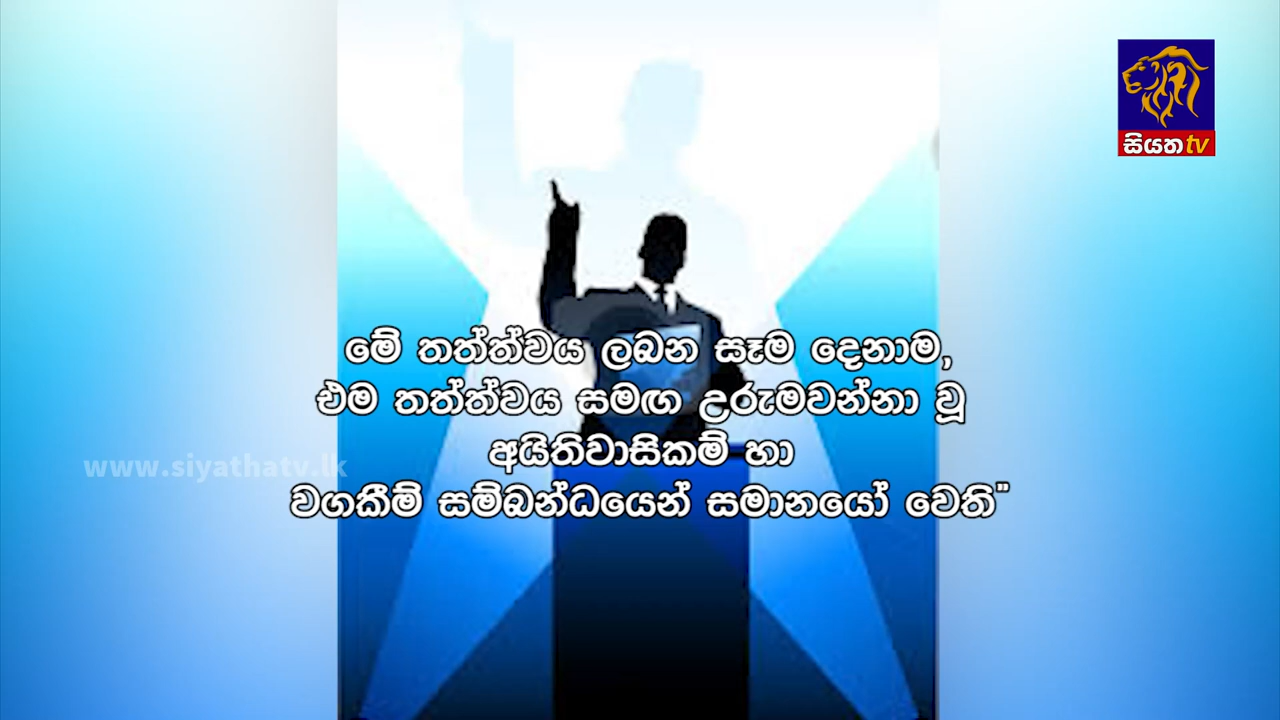 සියත tv
මේ තත්ත්වය ලබන සෑම දෙනාම,
එම තත්ත්වය සමඟ උරුමවන්නා වූ
අයිතිවාසිකම් හා
www.siyathatv.lk
වගකීම් සම්බන්ධයෙන් සමානයෝ වෙති"